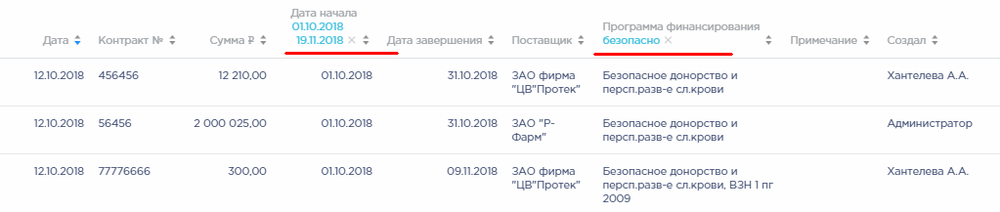 Дата начала
01.10.2018
Программа финансирования
Дата Контракт № Сумма ₽ 19.11.2018 × Дата завершения Поставщик безопасно × Примечание Создал
12.10.2018 456456 12 210,00 01.10.2018 31.10.2018 ЗАО фирма Безопасное донорство и Хантелева А.А.
"ЦВ"Протек" персп.разв-е сл.крови
12.10.2018 56456 2 000 025,00 01.10.2018 31.10.2018 ЗАО "Р- Безопасное донорство и Администратор
Фарм" персп.разв-е сл.крови
12.10.2018 77776666 300,00 01.10.2018 09.11.2018 ЗАО фирма Безопасное донорство и Хантелева А.А.
"ЦВ"Протек" персп.разв-е сл.крови, ВЗН 1 пг
2009